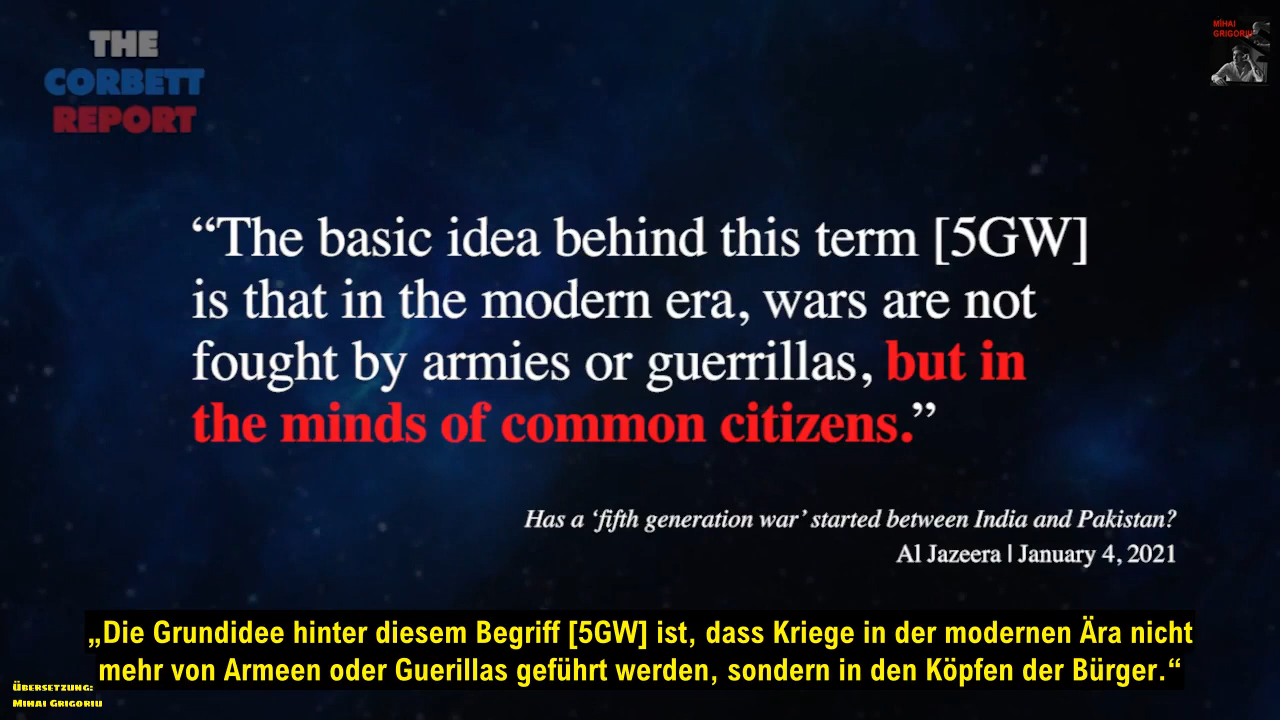 THE
CORBETT
REPORT
MIHAI
GRIGORIU
“The basic idea behind this term [5GW]
is that in the modern era, wars are not
fought by armies or guerrillas, but in
the minds of common citizens.”
Has a ‘fifth generation war’ started between India and Pakistan?
Al Jazeera | January 4, 2021
„Die Grundidee hinter diesem Begriff [5GW] ist, dass Kriege in der modernen Ära nicht
mehr von Armeen oder Guerillas geführt werden, sondern in den Köpfen der Bürger.“
Übersetzung:
Mihai Grigoriu